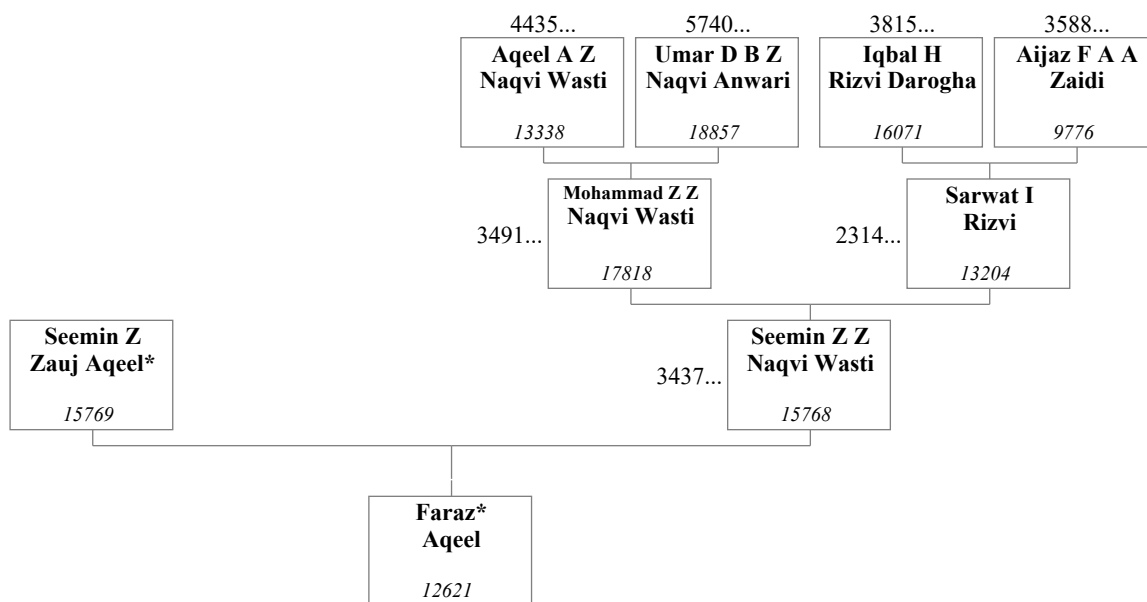 4435...
5740...
3815...
3588...
Aqeel A Z
Naqvi Wasti
13338
Umar D B Z
Naqvi Anwari
18857
Iqbal H
Rizvi Darogha
16071
Aijaz F A A
Zaidi
9776
3491...
Mohammad Z Z
Naqvi Wasti
17818
2314...
Sarwat I
Rizvi
13204
Seemin Z
Zauj Aqeel*
15769
3437...
Seemin Z Z
Naqvi Wasti
15768
Faraz*
Aqeel
12621